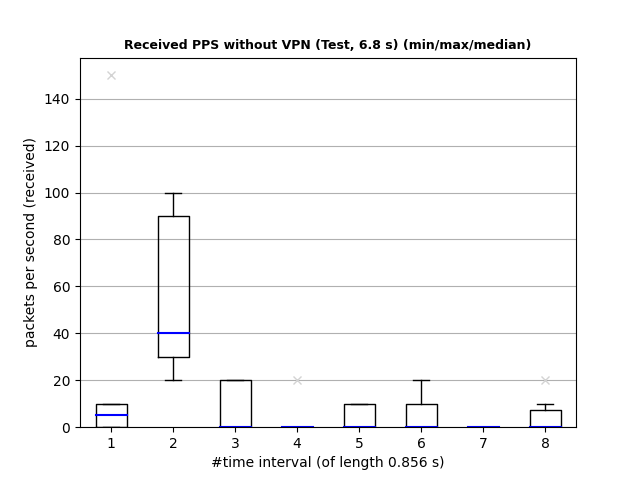 Received PPS without VPN (Test, 6.8 s) (min/max/median)
packets per second (received)
140
120
100
80
60
40
20
0
1 2 3 4 5 6 7 8
#time interval (of length 0.856 s)